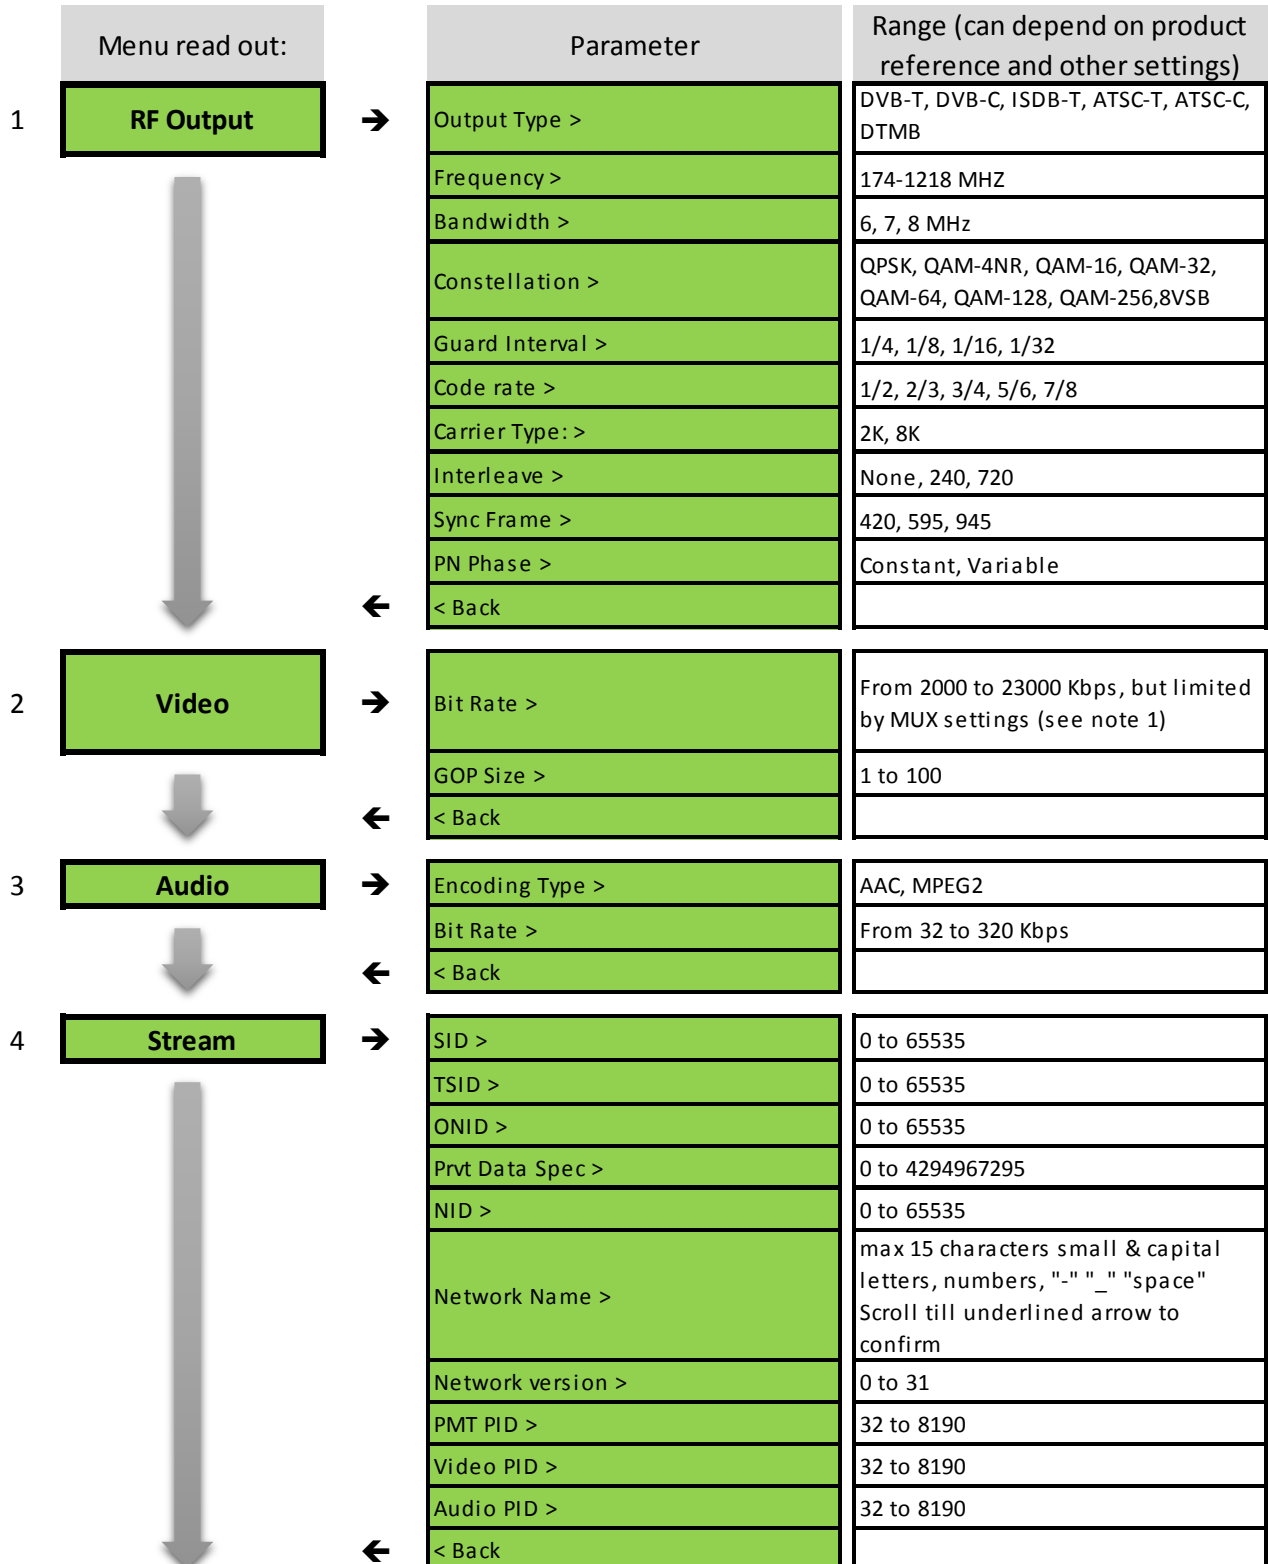 Menu read out:
Parameter
Range (can depend on product
reference and other settings)
1
RF Output
➔
Output Type >
DVB-T, DVB-C, ISDB-T, ATSC-T, ATSC-C,
DTMB
Frequency >
174-1218 MHZ
Bandwidth >
6, 7, 8 MHz
Constellation >
QPSK, QAM-4NR, QAM-16, QAM-32,
QAM-64, QAM-128, QAM-256,8VSB
Guard Interval >
1/4, 1/8, 1/16, 1/32
Code rate >
1/2, 2/3, 3/4, 5/6, 7/8
Carrier Type: >
2K, 8K
Interleave >
None, 240, 720
Sync Frame >
420, 595, 945
PN Phase >
Constant, Variable
< Back
2
Video
Bit Rate >
From 2000 to 23000 Kbps, but limited
by MUX settings (see note 1)
GOP Size >
1 to 100
< Back
3
Audio
Encoding Type >
AAC, MPEG2
Bit Rate >
From 32 to 320 Kbps
< Back
4
Stream
SID >
0 to 65535
TSID >
0 to 65535
ONID >
0 to 65535
Prvt Data Spec >
0 to 4294967295
NID >
0 to 65535
Network Name >
max 15 characters small & capital
letters, numbers, "-" "_" "space"
Scroll till underlined arrow to
confirm
Network version >
0 to 31
PMT PID >
32 to 8190
Video PID >
32 to 8190
Audio PID >
32 to 8190
< Back